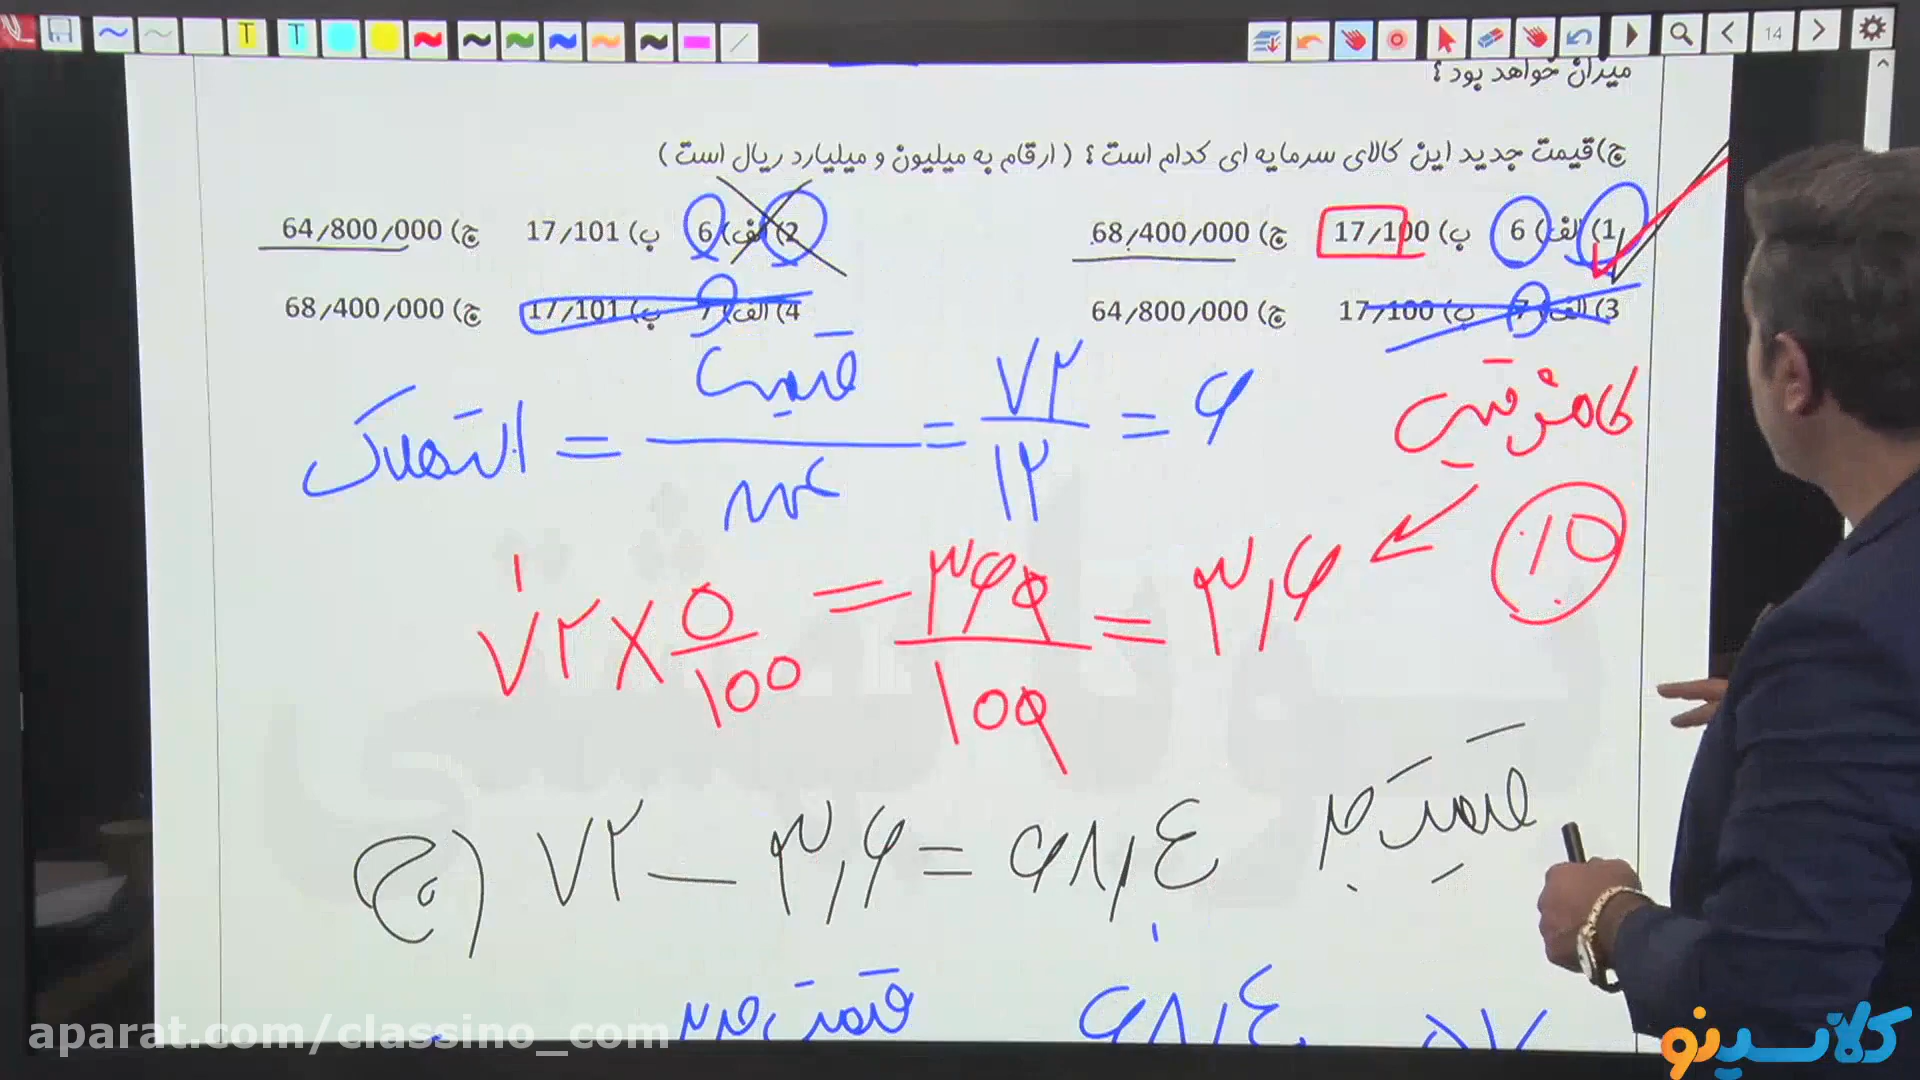 14
میزان خواهد بود ؟
ج) قیمت جدید این کالای سرمایه ای کدام است ؟ ( ارقام به میلیون و میلیارد ریال است )
1) الف) 6 ب) 17/100 ج) 68/400/000
2) الف) 6 ب) 17/101 ج) 64/800/000
3) الف) 7 ب) 17/100 ج) 64/800/000
4) الف) 7 ب) 17/101 ج) 68/400/000
استهلاک = قیمت / عمر = ۷۲ / ۱۲ = ۶
کاهش قیمت
٪۵
۷۲ × ۵ / ۱۰۰ = ۳۶۰ / ۱۰۰ = ۳٫۶
ج) ۷۲ – ۳٫۶ = ۶۸٫۴ قیمت جدید
قیمت جدید ۶۸٫۴
aparat.com/classino_com
کلاسینو